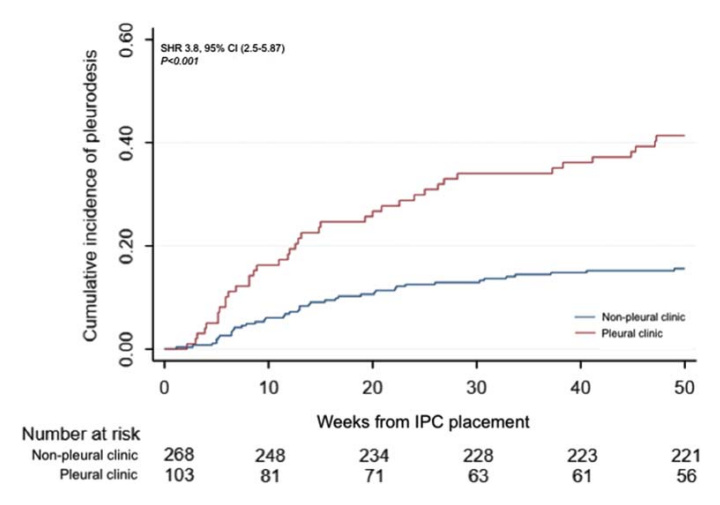 SHR 3.8, 95% CI (2.5-5.87)
P<0.001
Cumulative incidence of pleurodesis
0.60
0.40
0.20
0.00
Non-pleural clinic
Pleural clinic
0 10 20 30 40 50
Weeks from IPC placement
Number at risk
Non-pleural clinic 268 248 234 228 223 221
Pleural clinic 103 81 71 63 61 56